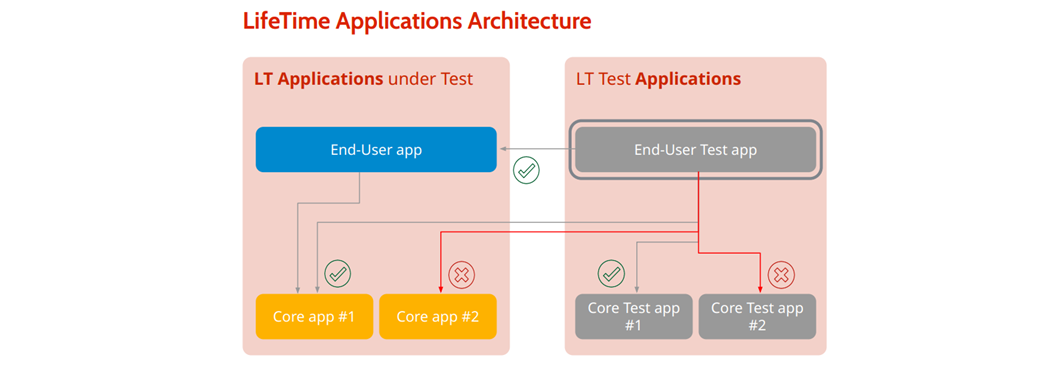 LifeTime Applications Architecture
LT Applications under Test
LT Test Applications
End-User app
End-User Test app
Core app #1
Core app #2
Core Test app
#1
Core Test app
#2